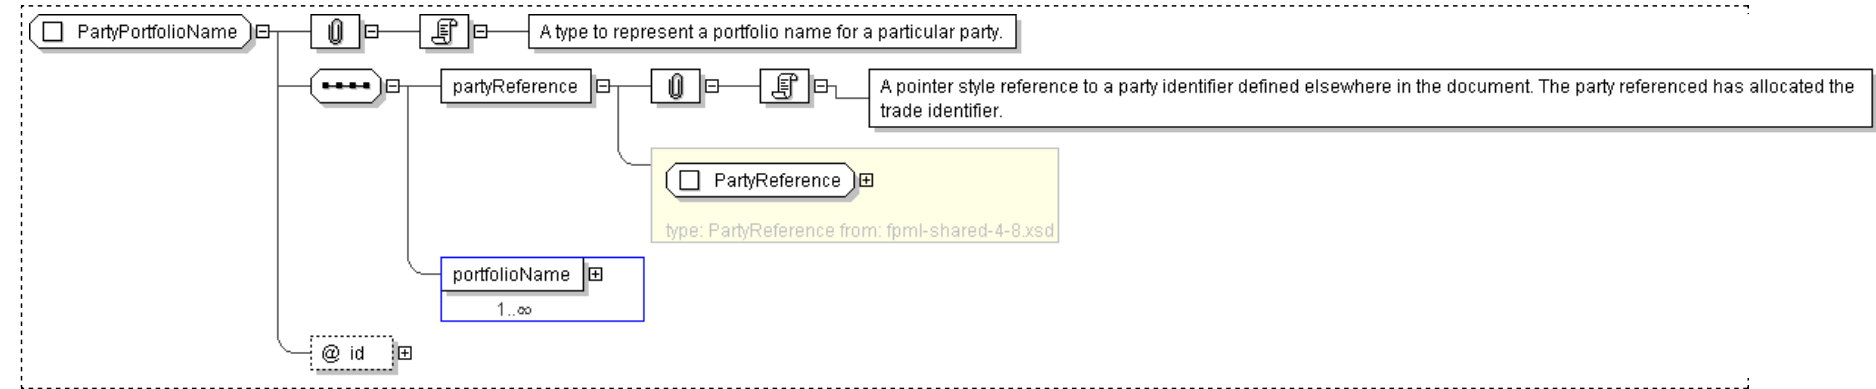 PartyPortfolioName
A type to represent a portfolio name for a particular party.
partyReference
A pointer style reference to a party identifier defined elsewhere in the document. The party referenced has allocated the
trade identifier.
PartyReference
type: PartyReference from: fpml-shared-4-8.xsd
portfolioName
1..∞
@ id